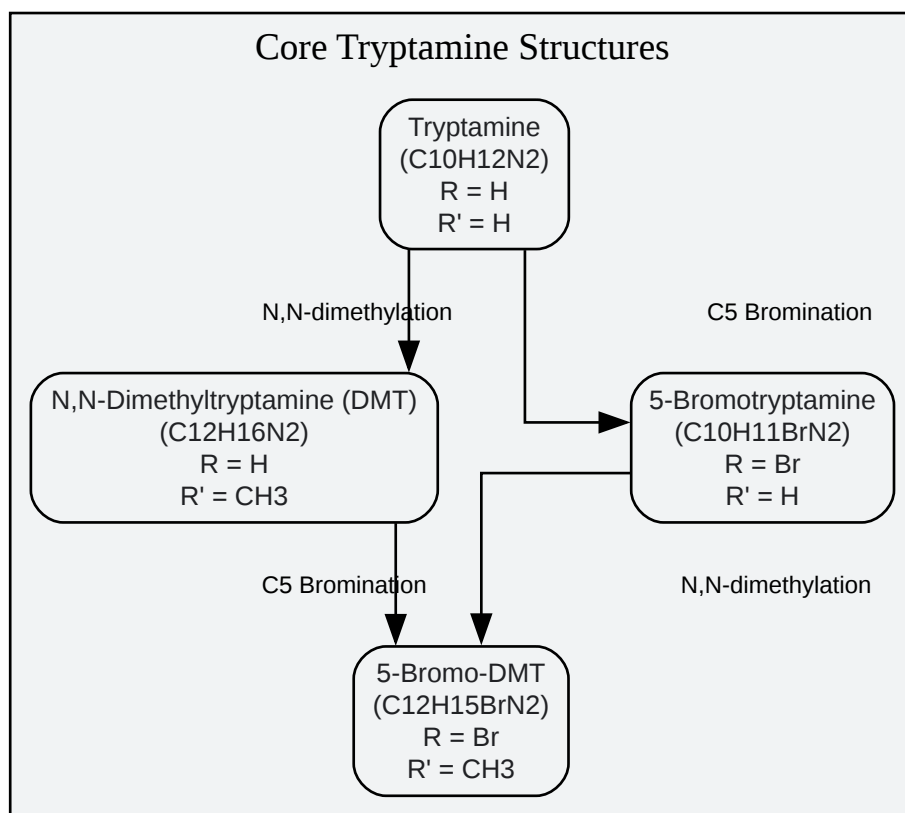 Core Tryptamine Structures
Tryptamine
(C10H12N2)
R = H
R' = H
N,N-dimethylation
C5 Bromination
N,N-Dimethyltryptamine (DMT)
(C12H16N2)
R = H
R' = CH3
5-Bromotryptamine
(C10H11BrN2)
R = Br
R' = H
C5 Bromination
N,N-dimethylation
5-Bromo-DMT
(C12H15BrN2)
R = Br
R' = CH3